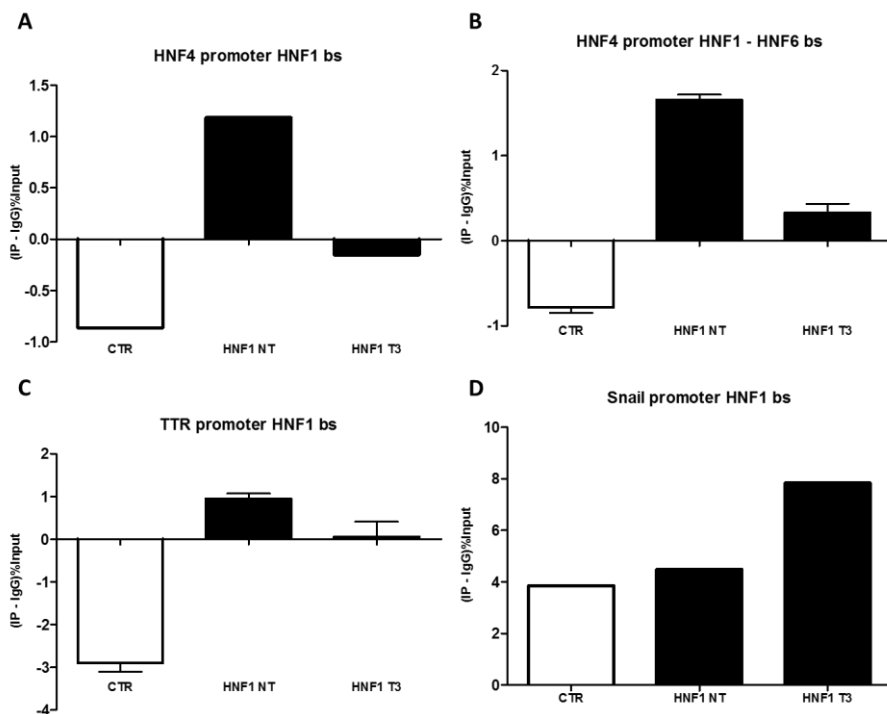 A
HNF4 promoter HNF1 bs
(IP - IgG)%Input
1.5
1.0
0.5
0.0
-0.5
-1.0
CTR
HNF1 NT
HNF1 T3
B
HNF4 promoter HNF1 - HNF6 bs
(IP - IgG)%Input
2
1
0
-1
CTR
HNF1 NT
HNF1 T3
C
TTR promoter HNF1 bs
(IP - IgG)%Input
2
1
0
-1
-2
-3
-4
CTR
HNF1 NT
HNF1 T3
D
Snail promoter HNF1 bs
(IP - IgG)%Input
10
8
6
4
2
0
CTR
HNF1 NT
HNF1 T3